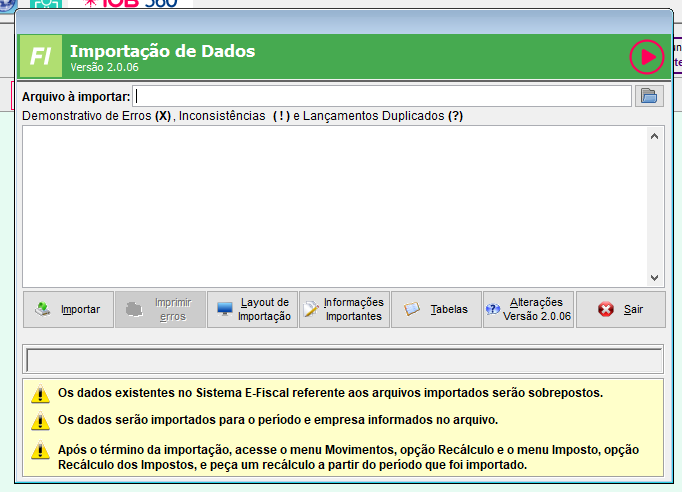 IOB 360
FI
Importação de Dados
Versão 2.0.06
Arquivo à importar:
Demonstrativo de Erros (X), Inconsistências (!) e Lançamentos Duplicados (?)
Importar
Imprimir
erros
Layout de
Importação
Informações
Importantes
Tabelas
Alterações
Versão 2.0.06
Sair
Os dados existentes no Sistema E-Fiscal referente aos arquivos importados serão sobrepostos.
Os dados serão importados para o período e empresa informados no arquivo.
Após o término da importação, acesse o menu Movimentos, opção Recálculo e o menu Imposto, opção
Recálculo dos Impostos, e peça um recálculo a partir do período que foi importado.